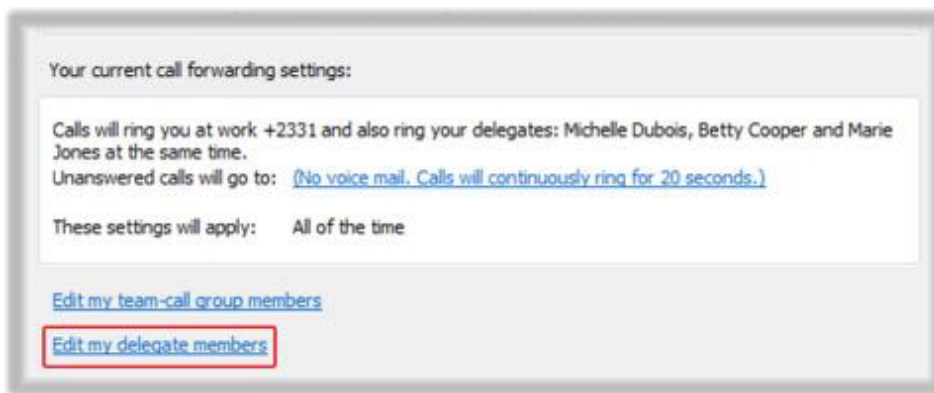 Your current call forwarding settings:
Calls will ring you at work +2331 and also ring your delegates: Michelle Dubois, Betty Cooper and Marie
Jones at the same time.
Unanswered calls will go to: (No voice mail. Calls will continuously ring for 20 seconds.)
These settings will apply: All of the time
Edit my team-call group members
Edit my delegate members